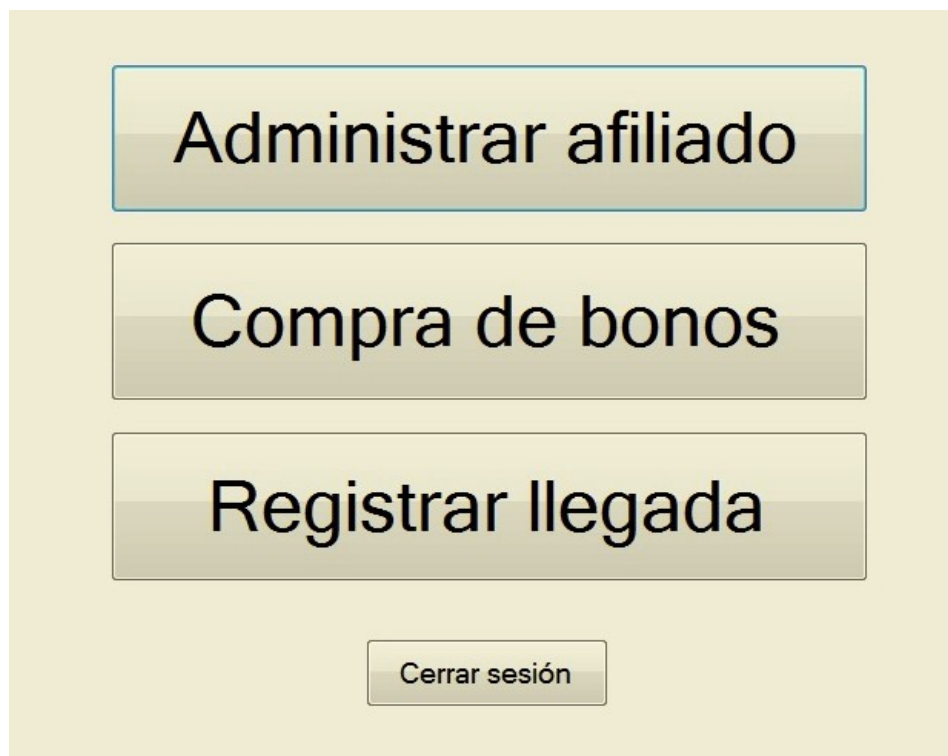 Administrar afiliado
Compra de bonos
Registrar llegada
Cerrar sesión